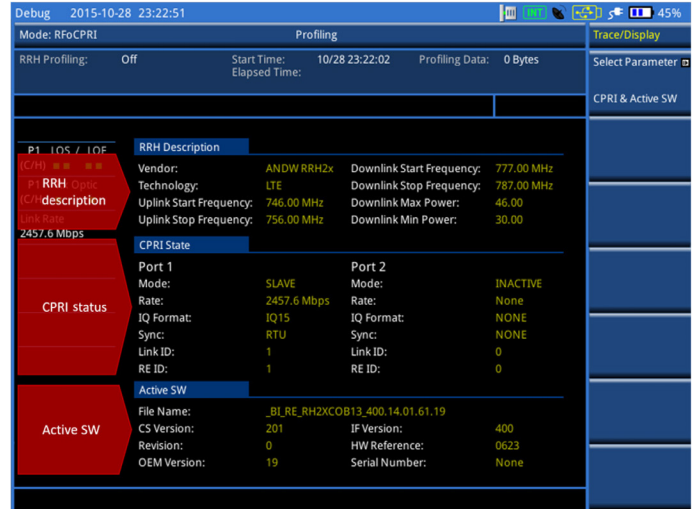 Debug 2015-10-28 23:22:51 INT 45%
Mode: RFoCPRI Profiling Trace/Display
RRH Profiling: Off Start Time: 10/28 23:22:02 Profiling Data: 0 Bytes
Elapsed Time:
Select Parameter
CPRI & Active SW
P1 LOS / LOF
(C/H)
P1 Optic
(C/H)
Link Rate
2457.6 Mbps
RRH
description
RRH Description
Vendor: ANDW RRH2x Downlink Start Frequency: 777.00 MHz
Technology: LTE Downlink Stop Frequency: 787.00 MHz
Uplink Start Frequency: 746.00 MHz Downlink Max Power: 46.00
Uplink Stop Frequency: 756.00 MHz Downlink Min Power: 30.00
CPRI status
CPRI State
Port 1 Port 2
Mode: SLAVE Mode: INACTIVE
Rate: 2457.6 Mbps Rate: None
IQ Format: IQ15 IQ Format: NONE
Sync: RTU Sync: NONE
Link ID: 1 Link ID: 0
RE ID: 1 RE ID: 0
Active SW
Active SW
File Name: _BI_RE_RH2XCOB13_400.14.01.61.19
CS Version: 201 IF Version: 400
Revision: 0 HW Reference: 0623
OEM Version: 19 Serial Number: None